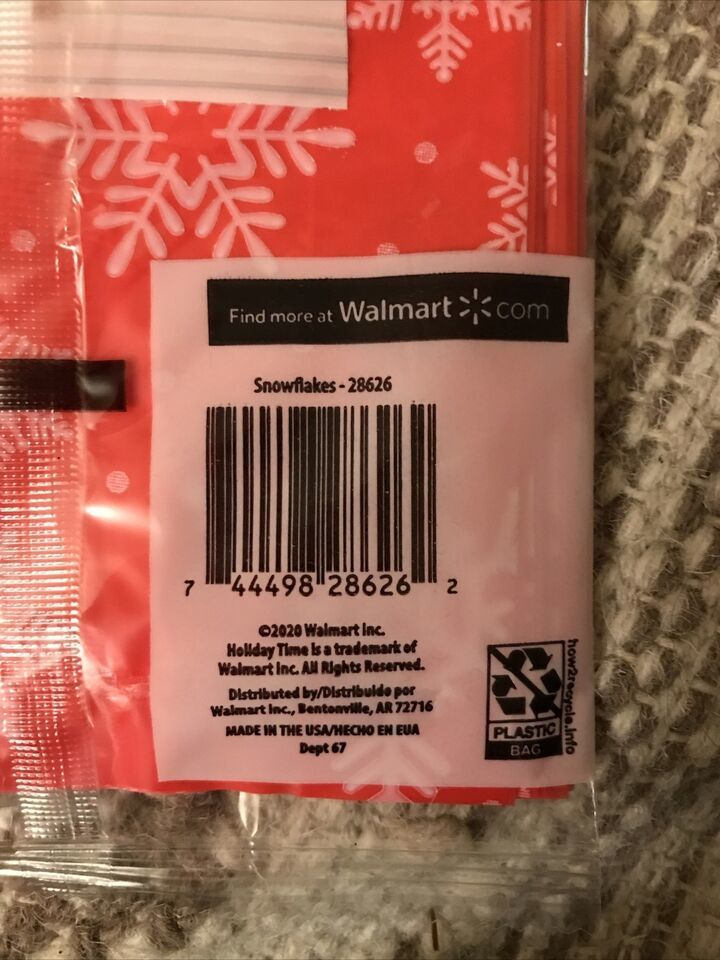 Find more at Walmart com
Snowflakes - 28626
7 44498 28626 2
©2020 Walmart Inc.
Holiday Time is a trademark of
Walmart Inc. All Rights Reserved.
Distributed by/Distribuido por
Walmart Inc., Bentonville, AR 72716
MADE IN THE USA/HECHO EN EUA
Dept 67
PLASTIC
BAG
how2recycle.info